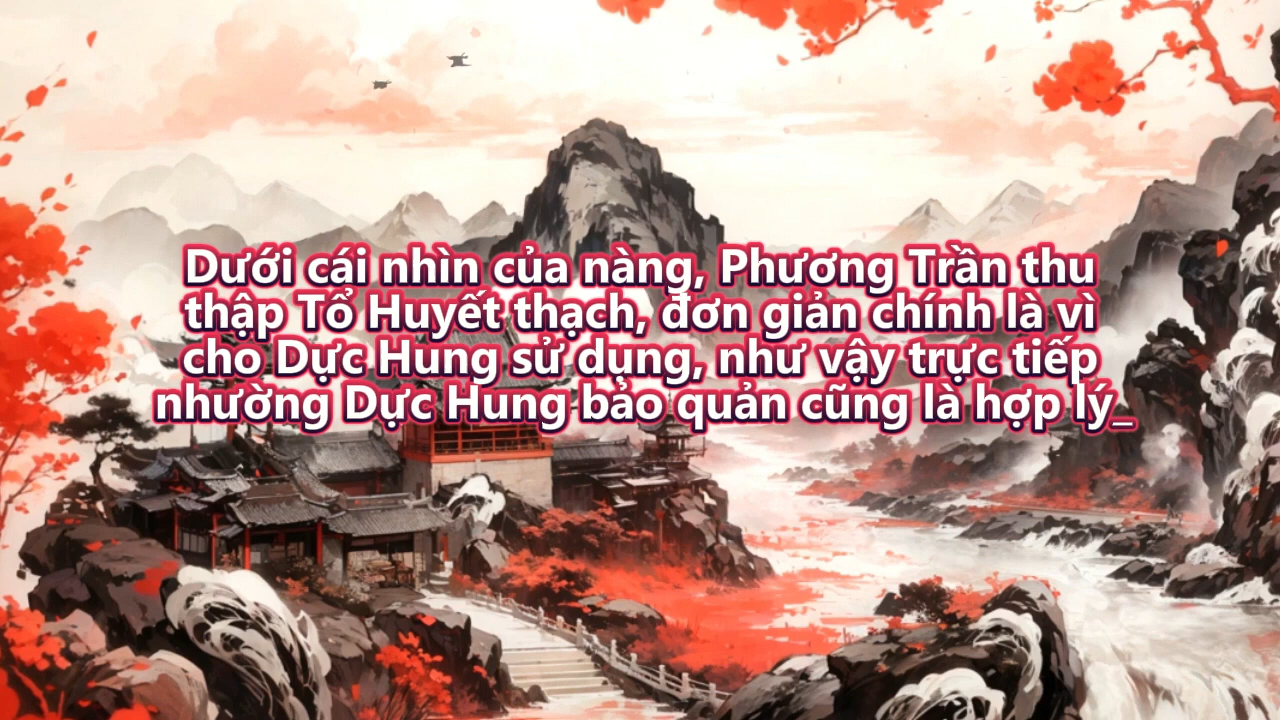 Dưới cái nhìn của nàng, Phương Trần thu
thập Tổ Huyết thạch, đơn giản chính là vì
cho Dực Hung sử dụng, như vậy trực tiếp
nhường Dực Hung bảo quản cũng là hợp lý_